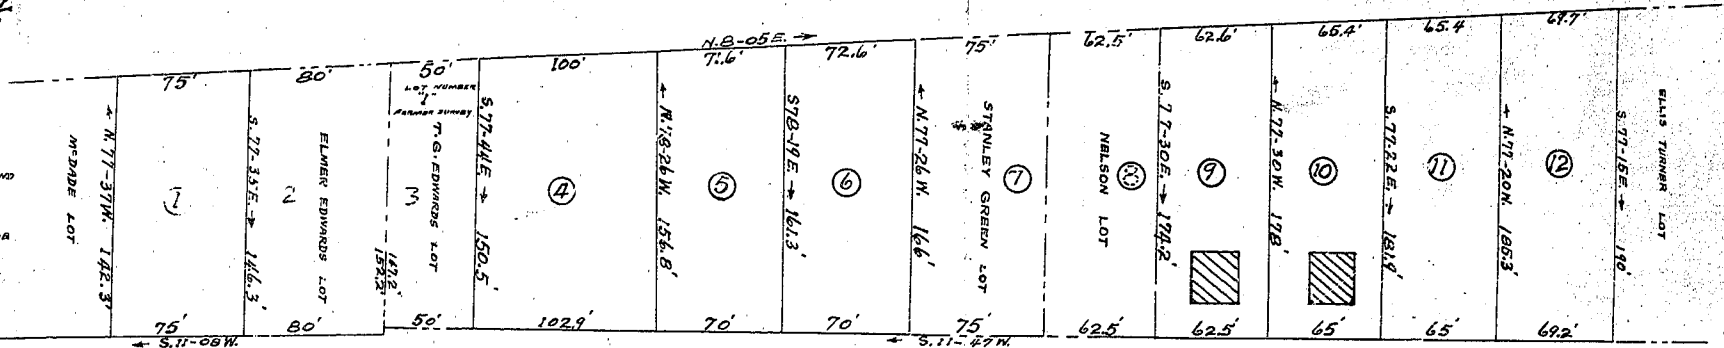 N.8-05E. →
75'
80'
50'
100'
7:.6'
72.6'
75'
62.5'
62.6'
65.4'
65.4
69.7'
LOT NUMBER
"1"
FARMER SURVEY
McDADE LOT
← N.77-37W. 142.3'
1
S.77-35E. → 146.3'
2
ELMER EDWARDS LOT
3
T.G. EDWARDS LOT
147.2'
152.2'
S.77-44E → 150.5'
4
← N.78-26W. 156.8'
5
S78-19E → 161.3'
6
← N.77-26W. 166'
STANLEY GREEN LOT
7
NELSON LOT
8
S.77-30E. → 174.2'
9
← N.77-30W. 178'
10
S.77-22E. → 181.9'
11
← N.77-20W. 185.3'
12
S.77-15E → 190'
ELLIS TURNER LOT
75'
80'
50'
102.9'
70'
70'
75'
62.5'
62.5'
65'
65'
69.2'
← S.11-08W.
← S.11-47W.